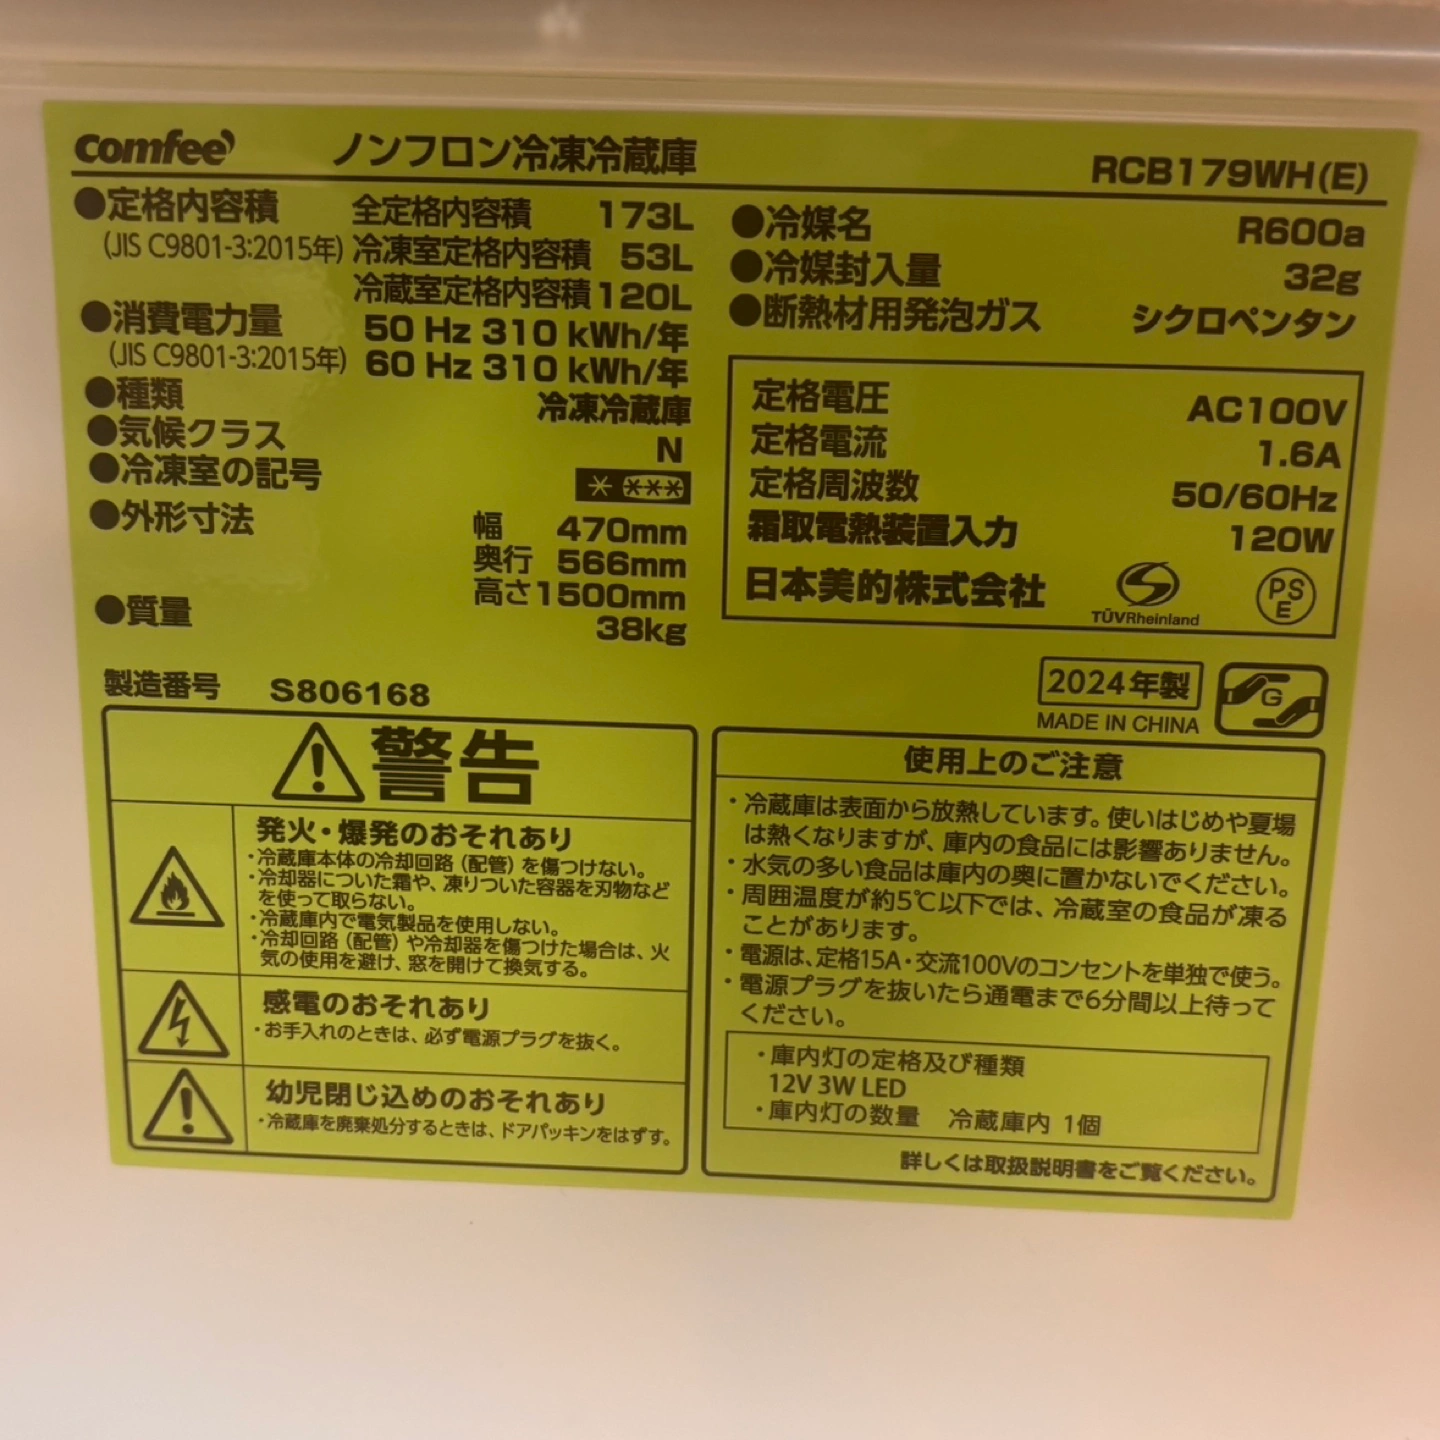 comfee' ノンフロン冷凍冷蔵庫 RCB179WH(E)
●定格内容積 全定格内容積 173L
(JIS C9801-3:2015年) 冷凍室定格内容積 53L
冷蔵室定格内容積 120L
●消費電力量 50 Hz 310 kWh/年
(JIS C9801-3:2015年) 60 Hz 310 kWh/年
●種類 冷凍冷蔵庫
●気候クラス N
●冷凍室の記号 * ***
●外形寸法 幅 470mm
奥行 566mm
高さ 1500mm
●質量 38kg
製造番号 S806168
●冷媒名 R600a
●冷媒封入量 32g
●断熱材用発泡ガス シクロペンタン
定格電圧 AC100V
定格電流 1.6A
定格周波数 50/60Hz
霜取電熱装置入力 120W
日本美的株式会社 TÜVRheinland PS E
2024年製 G
MADE IN CHINA
警告
発火・爆発のおそれあり
・冷蔵庫本体の冷却回路(配管)を傷つけない。
・冷却器についた霜や、凍りついた容器を刃物など
を使って取らない。
・冷蔵庫内で電気製品を使用しない。
・冷却回路(配管)や冷却器を傷つけた場合は、火
気の使用を避け、窓を開けて換気する。
感電のおそれあり
・お手入れのときは、必ず電源プラグを抜く。
幼児閉じ込めのおそれあり
・冷蔵庫を廃棄処分するときは、ドアパッキンをはずす。
使用上のご注意
・冷蔵庫は表面から放熱しています。使いはじめや夏場
は熱くなりますが、庫内の食品には影響ありません。
・水気の多い食品は庫内の奥に置かないでください。
・周囲温度が約5℃以下では、冷蔵室の食品が凍る
ことがあります。
・電源は、定格15A・交流100Vのコンセントを単独で使う。
・電源プラグを抜いたら通電まで6分間以上待って
ください。
・庫内灯の定格及び種類
12V 3W LED
・庫内灯の数量 冷蔵庫内 1個
詳しくは取扱説明書をご覧ください。